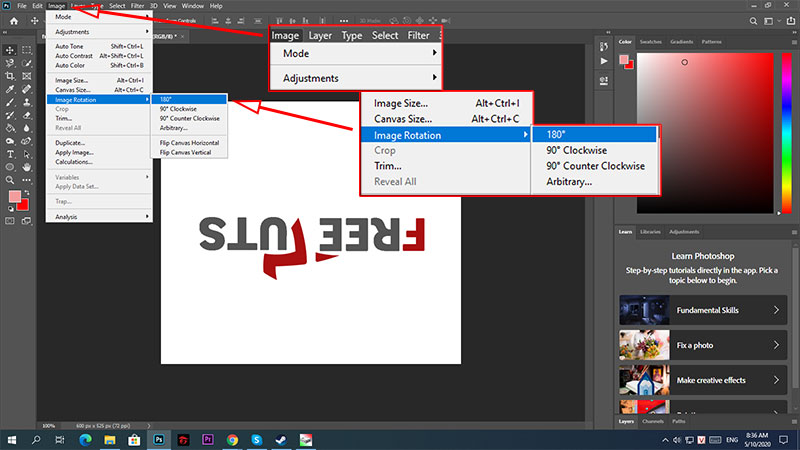 File Edit Image Layer Type Select Filter 3D View Window Help
Mode
Adjustments
Auto Tone Shift+Ctrl+L
Auto Contrast Alt+Shift+Ctrl+L
Auto Color Shift+Ctrl+B
Image Size... Alt+Ctrl+I
Canvas Size... Alt+Ctrl+C
Image Rotation
Crop
Trim...
Reveal All
Duplicate...
Apply Image...
Calculations...
Variables
Apply Data Set...
Trap...
Analysis
180°
90° Clockwise
90° Counter Clockwise
Arbitrary...
Flip Canvas Horizontal
Flip Canvas Vertical
Image Layer Type Select Filter
Mode
Adjustments
Image Size... Alt+Ctrl+I
Canvas Size... Alt+Ctrl+C
Image Rotation
Crop
Trim...
Reveal All
180°
90° Clockwise
90° Counter Clockwise
Arbitrary...
FREE TUTS
Color Swatches Gradients Patterns
Learn Libraries Adjustments
Learn Photoshop
Step-by-step tutorials directly in the app. Pick a
topic below to begin.
Fundamental Skills
Fix a photo
Make creative effects
Layers Channels Paths
100% 600 px x 525 px (72 ppi)
8:36 AM
5/10/2020